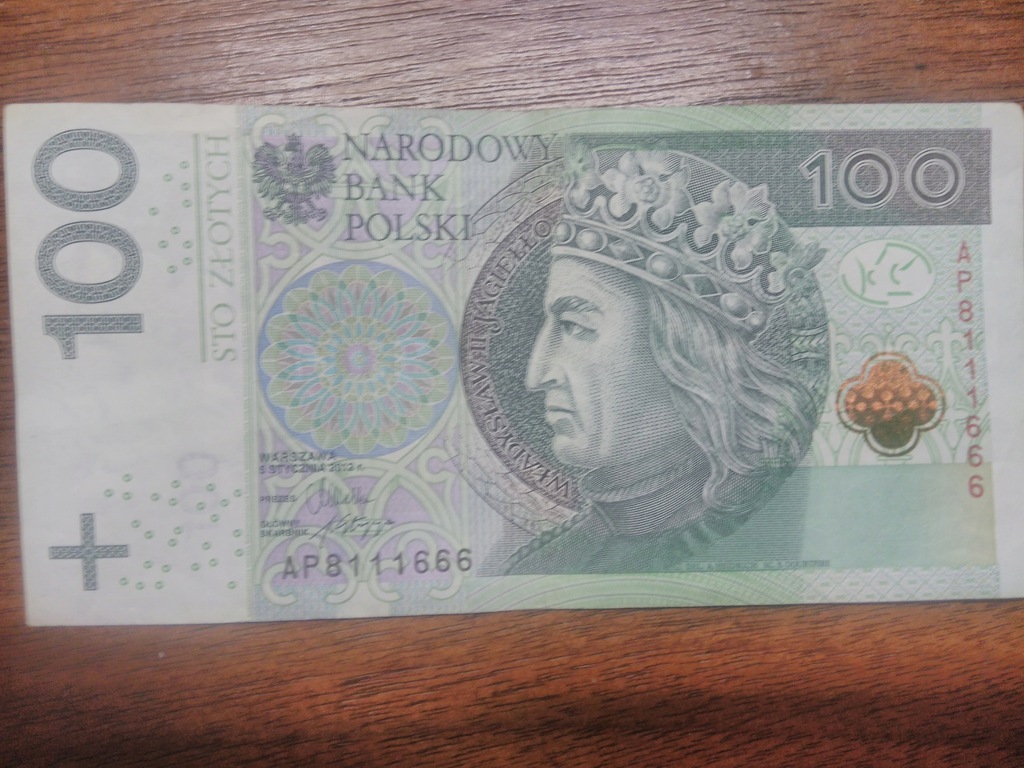 100
STO ZŁOTYCH
NARODOWY
BANK
POLSKI
100
WŁADYSŁAW II JAGIEŁŁO
AP8111666
WARSZAWA
5 STYCZNIA 2012 r.
PREZES
GŁÓWNY
SKARBNIK
AP8111666